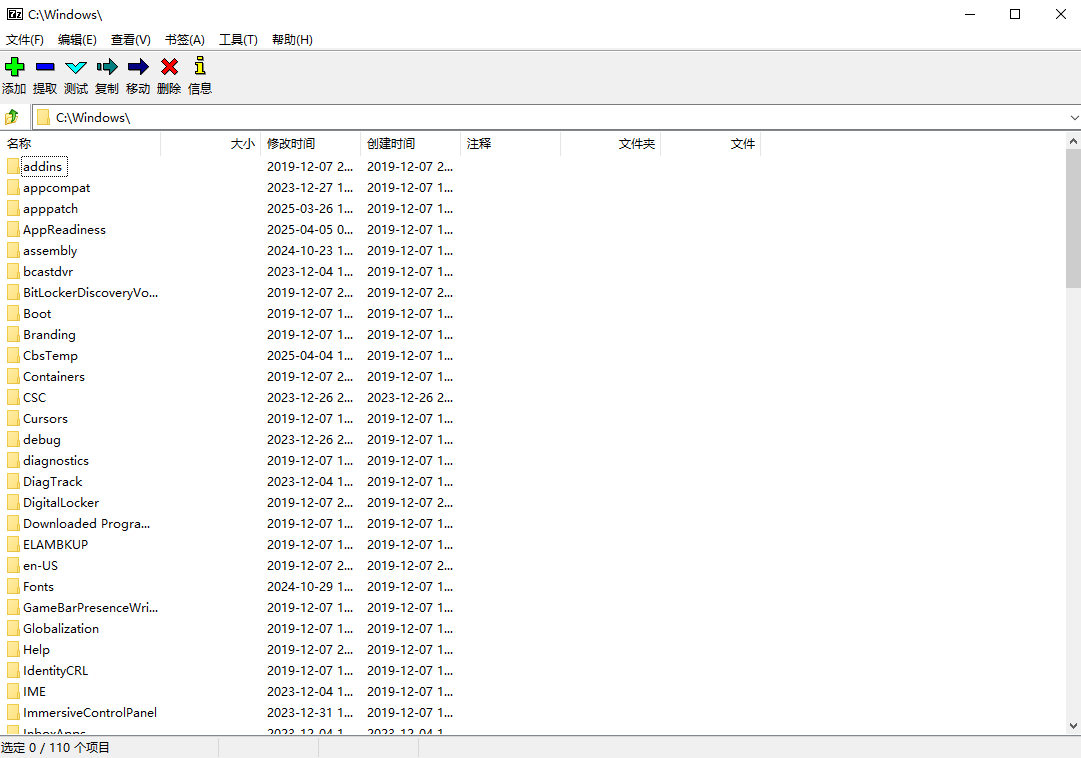 7z C:\Windows\
文件(F) 编辑(E) 查看(V) 书签(A) 工具(T) 帮助(H)
添加 提取 测试 复制 移动 删除 信息
C:\Windows\
名称 大小 修改时间 创建时间 注释 文件夹 文件
addins 2019-12-07 2... 2019-12-07 2...
appcompat 2023-12-27 1... 2019-12-07 1...
apppatch 2025-03-26 1... 2019-12-07 1...
AppReadiness 2025-04-05 0... 2019-12-07 1...
assembly 2024-10-23 1... 2019-12-07 1...
bcastdvr 2023-12-04 1... 2019-12-07 1...
BitLockerDiscoveryVo... 2019-12-07 2... 2019-12-07 2...
Boot 2019-12-07 1... 2019-12-07 1...
Branding 2019-12-07 1... 2019-12-07 1...
CbsTemp 2025-04-04 1... 2019-12-07 1...
Containers 2019-12-07 2... 2019-12-07 1...
CSC 2023-12-26 2... 2023-12-26 2...
Cursors 2019-12-07 1... 2019-12-07 1...
debug 2023-12-26 2... 2019-12-07 1...
diagnostics 2019-12-07 1... 2019-12-07 1...
DiagTrack 2023-12-04 1... 2019-12-07 1...
DigitalLocker 2019-12-07 2... 2019-12-07 2...
Downloaded Progra... 2019-12-07 1... 2019-12-07 1...
ELAMBKUP 2019-12-07 1... 2019-12-07 1...
en-US 2019-12-07 2... 2019-12-07 2...
Fonts 2024-10-29 1... 2019-12-07 1...
GameBarPresenceWri... 2019-12-07 1... 2019-12-07 1...
Globalization 2019-12-07 1... 2019-12-07 1...
Help 2019-12-07 2... 2019-12-07 1...
IdentityCRL 2019-12-07 1... 2019-12-07 1...
IME 2023-12-04 1... 2019-12-07 1...
ImmersiveControlPanel 2023-12-31 1... 2019-12-07 1...
InboxApps 2023-12-04 1... 2023-12-04 1...
选定 0 / 110 个项目